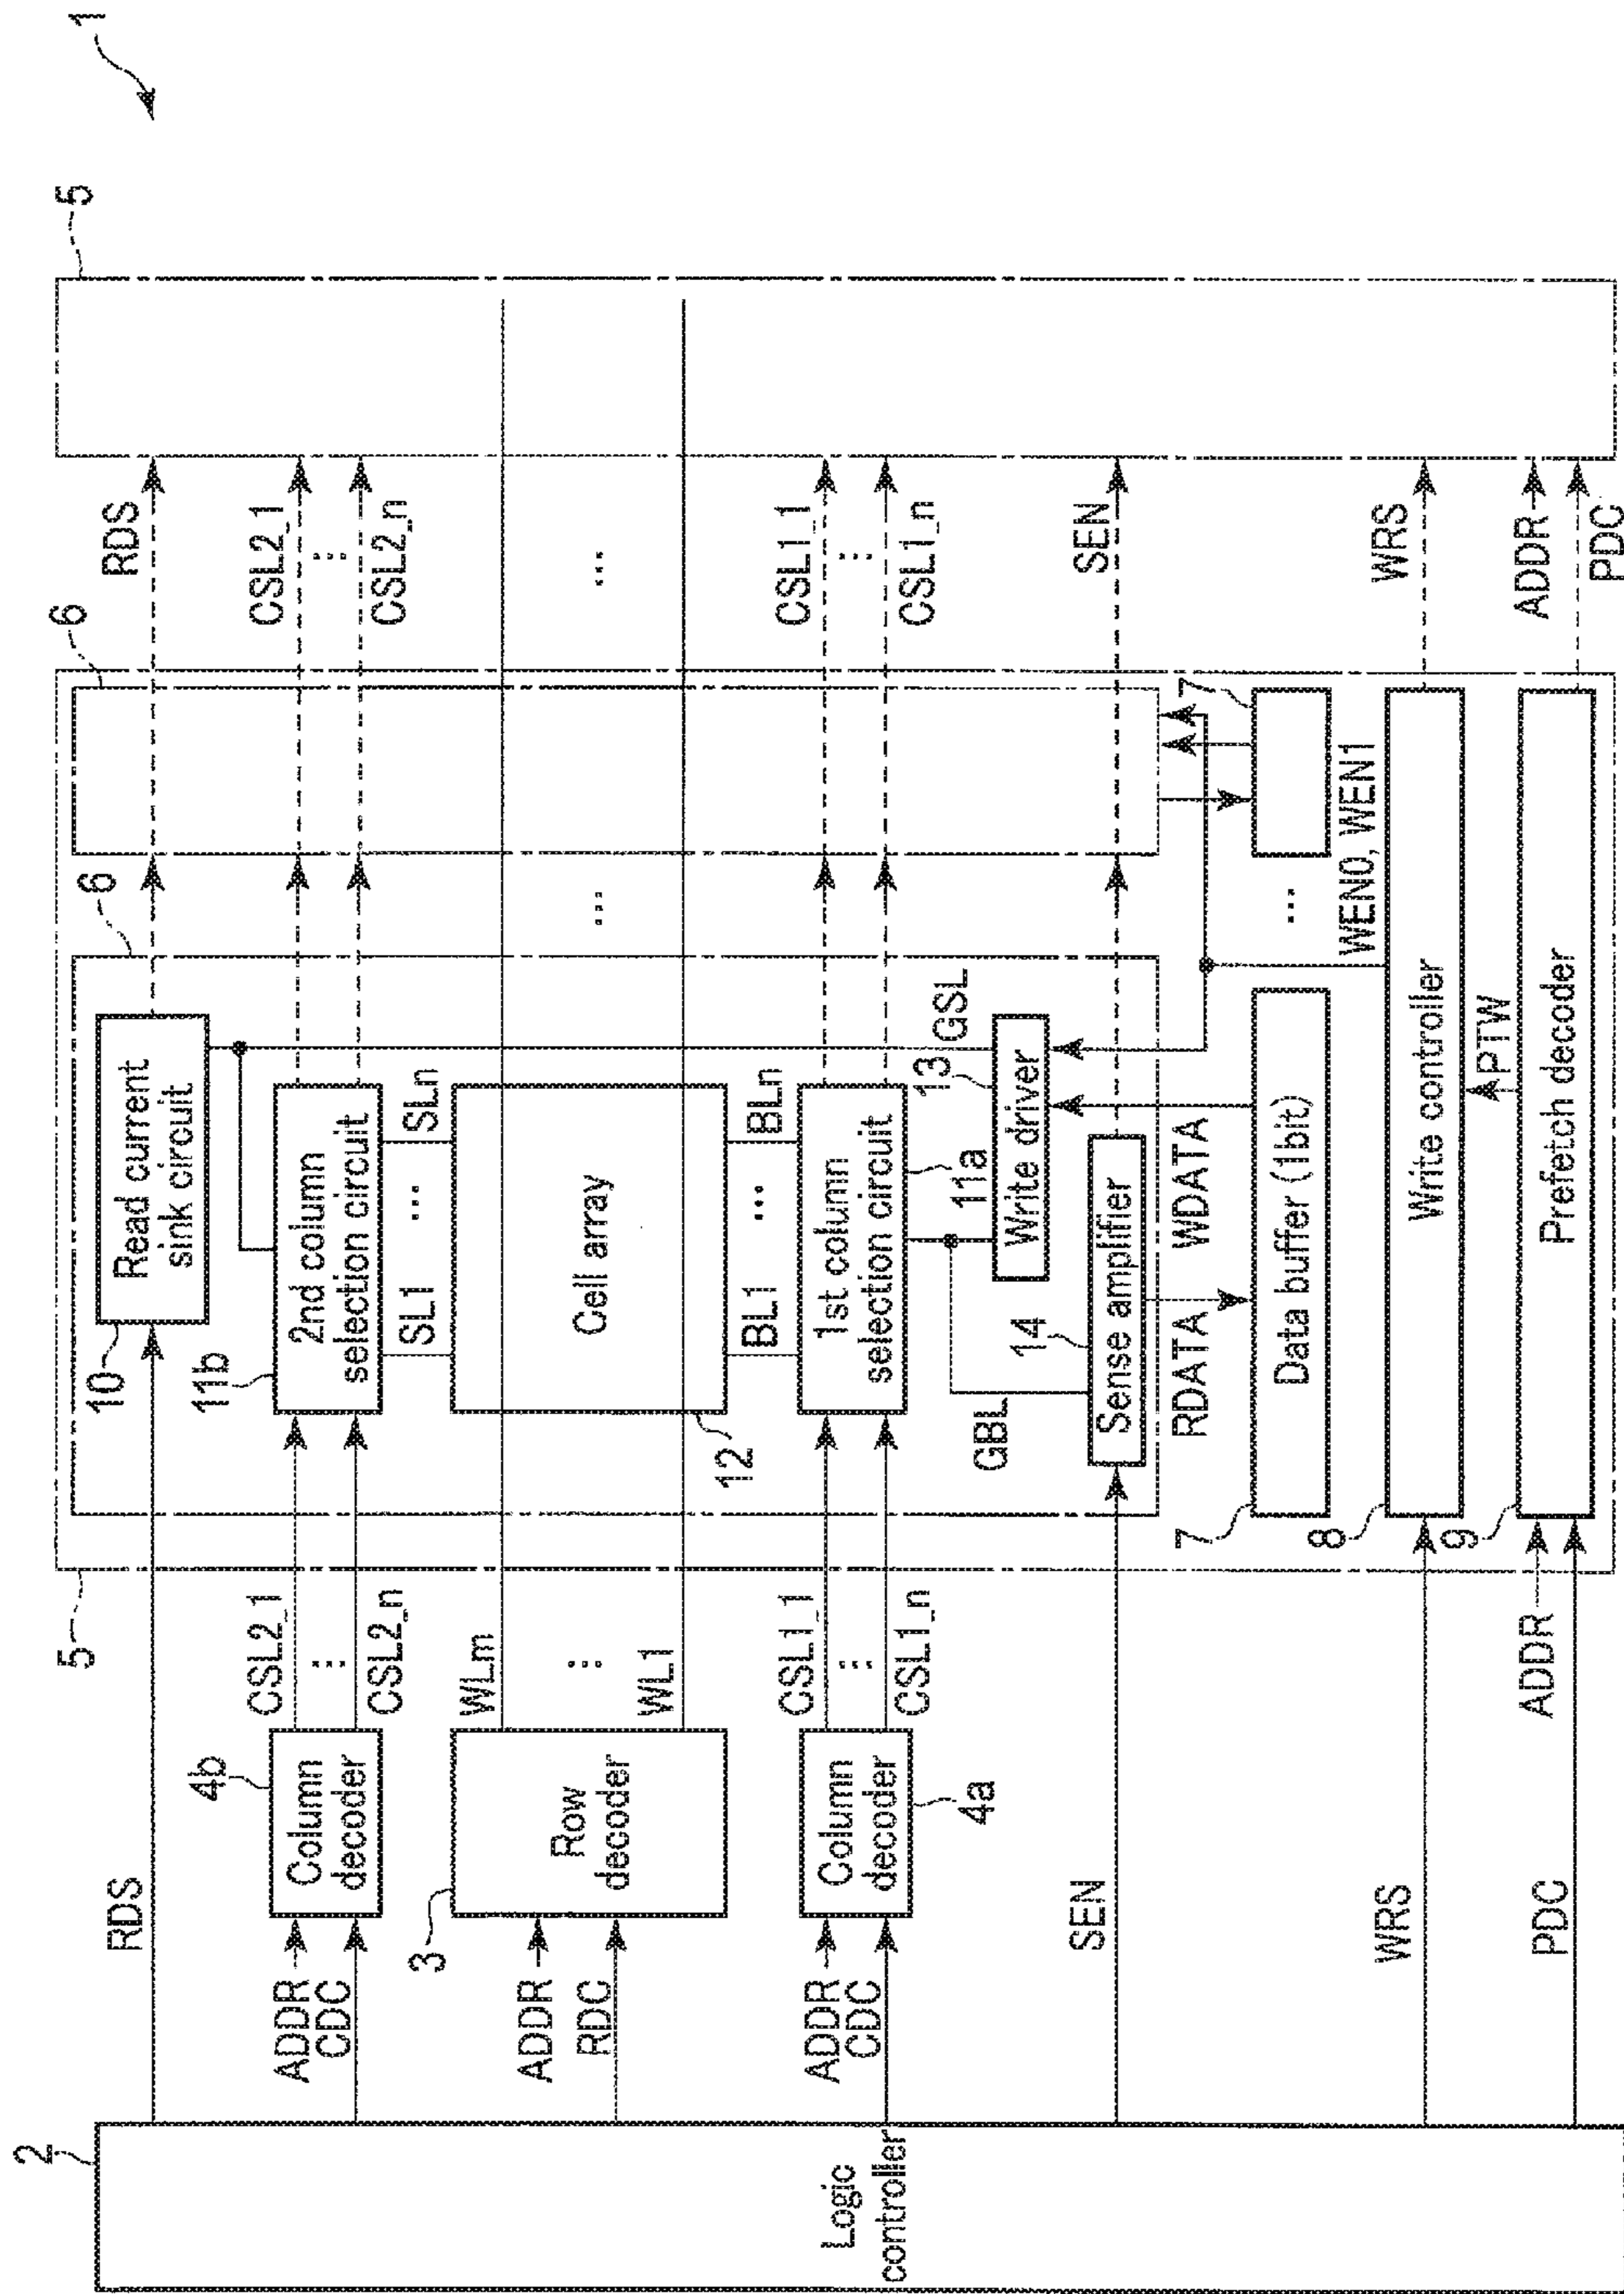 1
2
Logic
controller
RDS
ADDR
CDC
4b
Column
decoder
CSL2_1
⋮
CSL2_n
ADDR
RDC
3
Row
decoder
WLm
⋮
WL1
ADDR
CDC
4a
Column
decoder
CSL1_1
⋮
CSL1_n
SEN
WRS
PDC
ADDR
5
6
10
Read current
sink circuit
11b
2nd column
selection circuit
SL1
...
SLn
12
Cell array
BL1
...
BLn
1st column
selection circuit
11a
GBL
GSL
13
Write driver
14
Sense amplifier
RDATA
WDATA
7
Data buffer (1bit)
8
Write controller
PTW
9
Prefetch decoder
...
...
WEN0, WEN1
6
7
RDS
CSL2_1
⋮
CSL2_n
...
CSL1_1
⋮
CSL1_n
SEN
WRS
ADDR
PDC
5